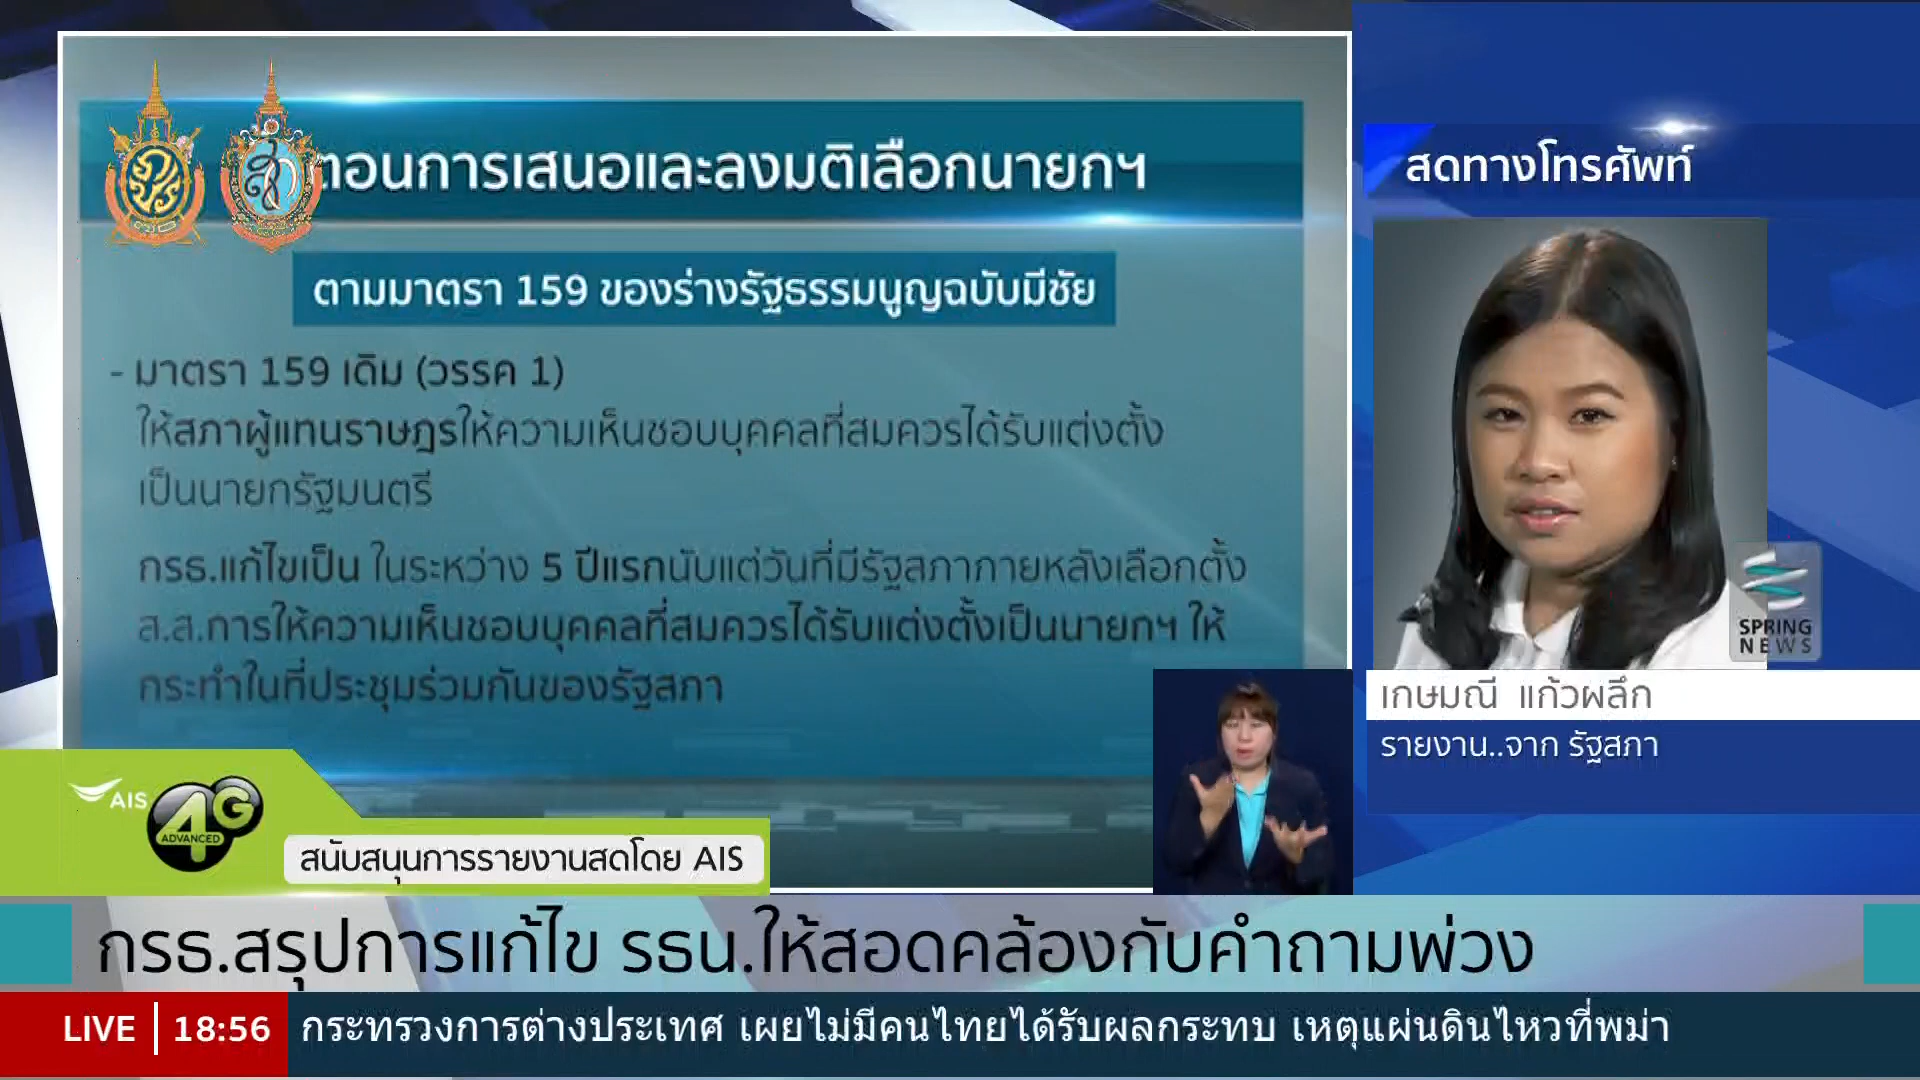 ตอนการเสนอและลงมติเลือกนายกฯ
ตามมาตรา 159 ของร่างรัฐธรรมนูญฉบับมีชัย
- มาตรา 159 เดิม (วรรค 1)
ให้สภาผู้แทนราษฎรให้ความเห็นชอบบุคคลที่สมควรได้รับแต่งตั้ง
เป็นนายกรัฐมนตรี
กรธ.แก้ไขเป็น ในระหว่าง 5 ปีแรกนับแต่วันที่มีรัฐสภาภายหลังเลือกตั้ง
ส.ส.การให้ความเห็นชอบบุคคลที่สมควรได้รับแต่งตั้งเป็นนายกฯ ให้
กระทำในที่ประชุมร่วมกันของรัฐสภา
สดทางโทรศัพท์
SPRING
NEWS
เกษมณี แก้วผลึก
รายงาน..จาก รัฐสภา
AIS
4G
ADVANCED
สนับสนุนการรายงานสดโดย AIS
กรธ.สรุปการแก้ไข รธน.ให้สอดคล้องกับคำถามพ่วง
LIVE 18:56 กระทรวงการต่างประเทศ เผยไม่มีคนไทยได้รับผลกระทบ เหตุแผ่นดินไหวที่พม่า